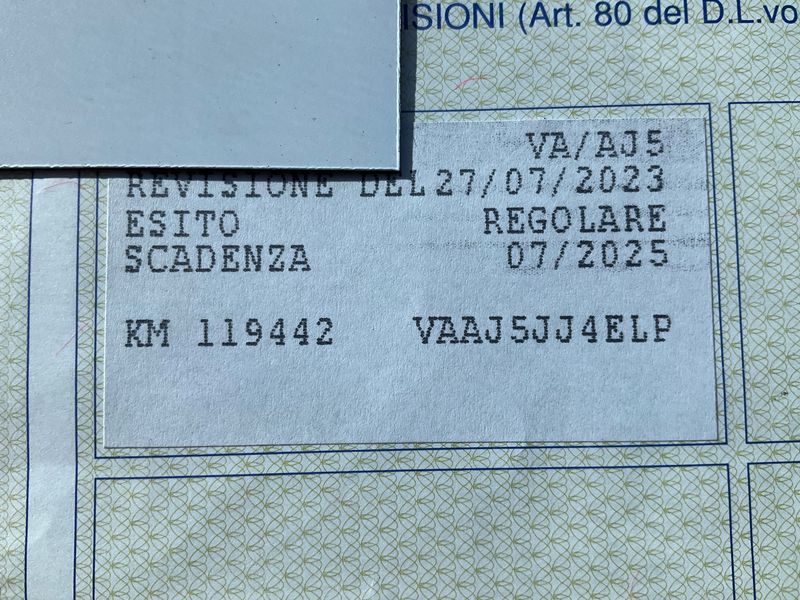 ISIONI (Art. 80 del D.L.vo
VA/AJ5
REVISIONE DEL 27/07/2023
ESITO REGOLARE
SCADENZA 07/2025
KM 119442 VAAJ5JJ4ELP